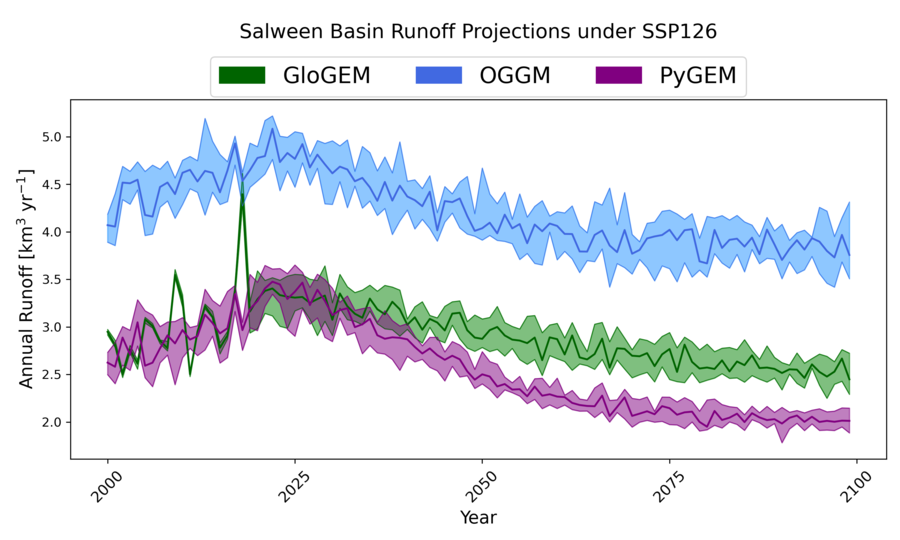 Salween Basin Runoff Projections under SSP126
GloGEM OGGM PyGEM
Annual Runoff [km³ yr⁻¹]
5.0
4.5
4.0
3.5
3.0
2.5
2.0
2000 2025 2050 2075 2100
Year